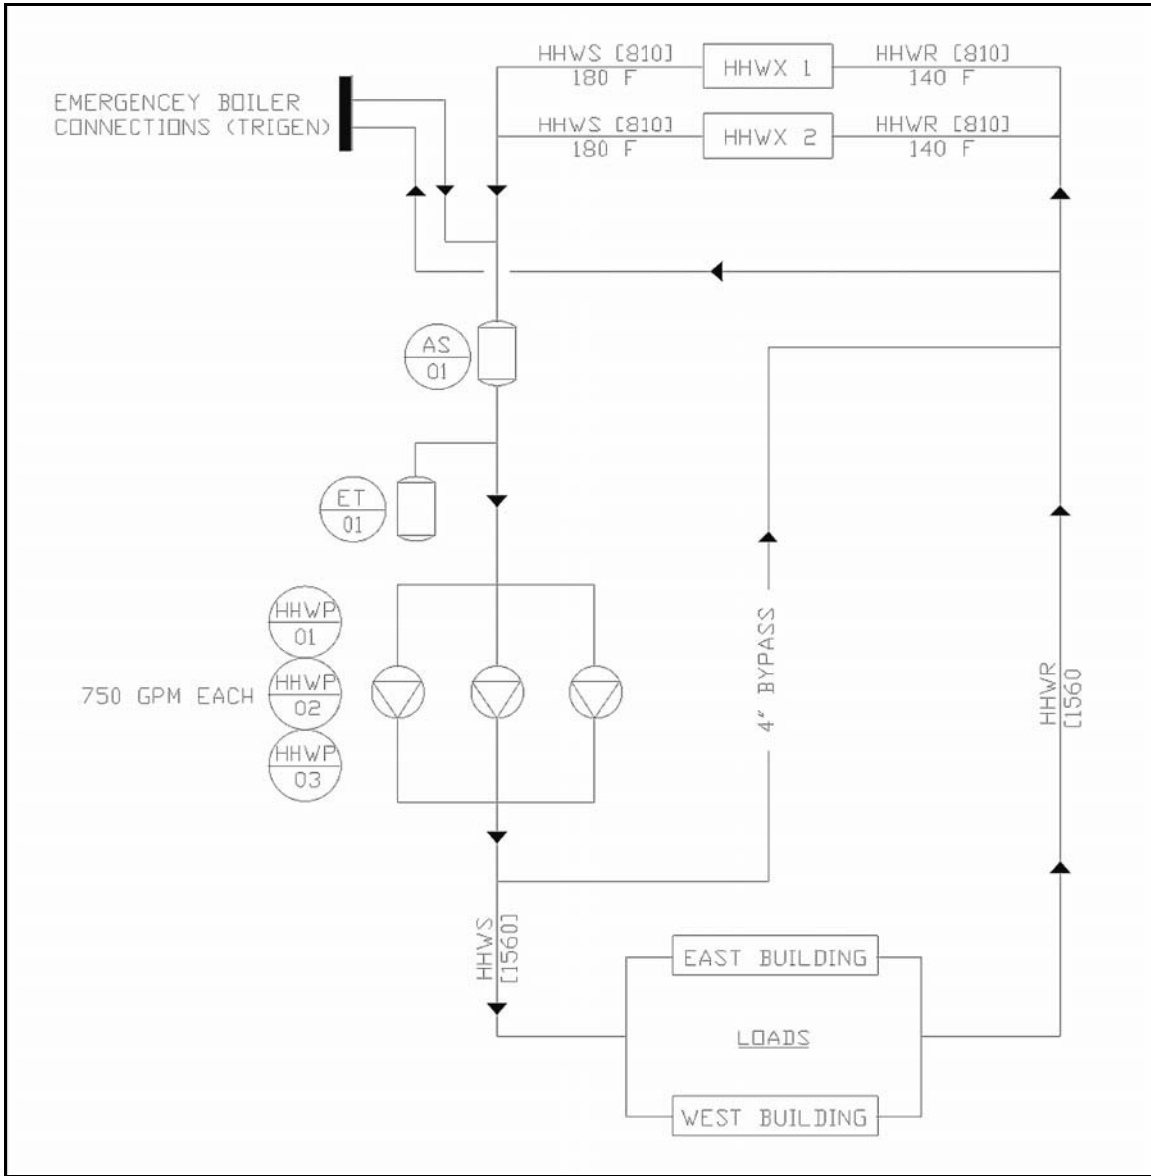 HHWS [810]
180 F
HHWX 1
HHWR [810]
140 F
EMERGENCEY BOILER
CONNECTIONS (TRIGEN)
HHWS [810]
180 F
HHWX 2
HHWR [810]
140 F
AS
01
ET
01
HHWP
01
750 GPM EACH
HHWP
02
HHWP
03
4" BYPASS
HHWR
[1560
HHWS
[1560]
EAST BUILDING
LOADS
WEST BUILDING